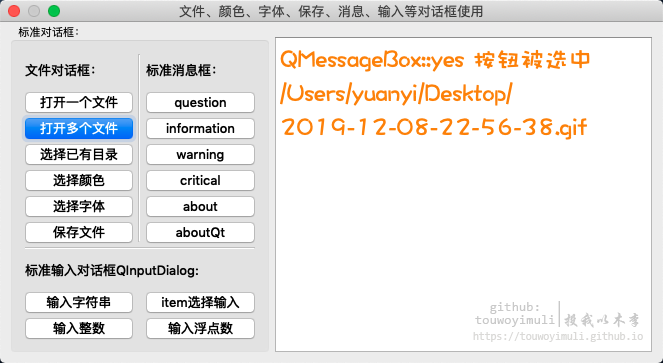 文件、颜色、字体、保存、消息、输入等对话框使用
标准对话框：
文件对话框：
打开一个文件
打开多个文件
选择已有目录
选择颜色
选择字体
保存文件
标准消息框：
question
information
warning
critical
about
aboutQt
标准输入对话框QInputDialog:
输入字符串
item选择输入
输入整数
输入浮点数
QMessageBox::yes 按钮被选中
/Users/yuanyi/Desktop/
2019-12-08-22-56-38.gif
github:
touwoyimuli
投我以木李
https://touwoyimuli.github.io